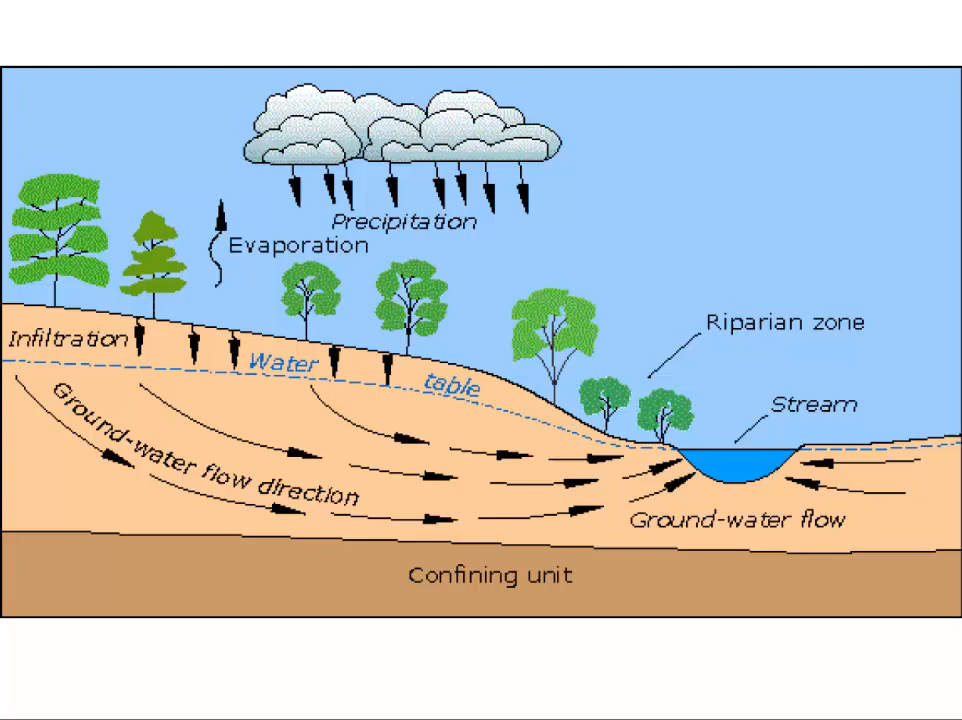 Precipitation
Evaporation
Riparian zone
Infiltration
Water
table
Stream
Ground-water flow direction
Ground-water flow
Confining unit